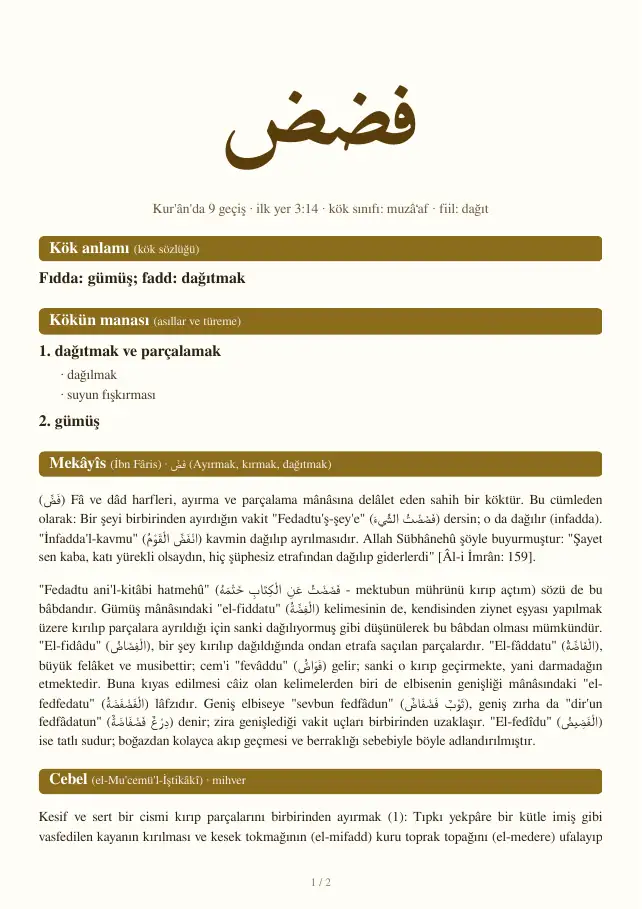 فضض
Kur'ân'da 9 geçiş · ilk yer 3:14 · kök sınıfı: muzâ'af · fiil: dağıt
Kök anlamı (kök sözlüğü)
Fıdda: gümüş; fadd: dağıtmak
Kökün manası (asıllar ve türeme)
1. dağıtmak ve parçalamak
· dağılmak
· suyun fışkırması
2. gümüş
Mekâyîs (İbn Fâris) · فَضَّ (Ayırmak, kırmak, dağıtmak)
(فَضَّ) Fâ ve dâd harfleri, ayırma ve parçalama mânâsına delâlet eden sahih bir köktür. Bu cümleden
olarak: Bir şeyi birbirinden ayırdığın vakit "Fedadtu'ş-şey'e" (فَضَضْتُ الشَّيْءَ) dersin; o da dağılır (infadda).
"İnfadda'l-kavmu" (انْفَضَّ الْقَوْمُ) kavmin dağılıp ayrılmasıdır. Allah Sübhânehû şöyle buyurmuştur: "Şayet
sen kaba, katı yürekli olsaydın, hiç şüphesiz etrafından dağılıp giderlerdi" [Âl-i İmrân: 159].
"Fedadtu ani'l-kitâbi hatmehû" (فَضَضْتُ عَنِ الْكِتَابِ خَتْمَهُ - mektubun mührünü kırıp açtım) sözü de bu
bâbdandır. Gümüş mânâsındaki "el-fiddatu" (الْفِضَّةُ) kelimesinin de, kendisinden ziynet eşyası yapılmak
üzere kırılıp parçalara ayrıldığı için sanki dağılıyormuş gibi düşünülerek bu bâbdan olması mümkündür.
"El-fidâdu" (الْفِضَاضُ), bir şey kırılıp dağıldığında ondan etrafa saçılan parçalardır. "El-fâddatu" (الْفَاضَّةُ),
büyük felâket ve musibettir; cem'i "fevâddu" (فَوَاضُّ) gelir; sanki o kırıp geçirmekte, yani darmadağın
etmektedir. Buna kıyas edilmesi câiz olan kelimelerden biri de elbisenin genişliği mânâsındaki "el-
fedfedatu" (الْفَضْفَضَةُ) lâfzıdır. Geniş elbiseye "sevbun fedfâdun" (ثَوْبٌ فَضْفَاضٌ), geniş zırha da "dir'un
fedfâdatun" (دِرْعٌ فَضْفَاضَةٌ) denir; zira genişlediği vakit uçları birbirinden uzaklaşır. "El-fedîdu" (الْفَضِيضُ)
ise tatlı sudur; boğazdan kolayca akıp geçmesi ve berraklığı sebebiyle böyle adlandırılmıştır.
Cebel (el-Mu'cemü'l-İştikâkî) · mihver
Kesif ve sert bir cismi kırıp parçalarını birbirinden ayırmak (1): Tıpkı yekpâre bir kütle imiş gibi
vasfedilen kayanın kırılması ve kesek tokmağının (el-mifadd) kuru toprak topağını (el-medere) ufalayıp
1 / 2